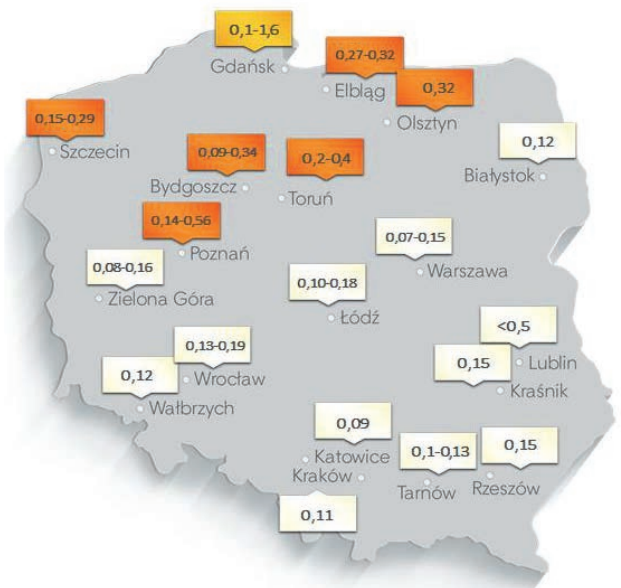 0,1-1,6
Gdańsk
0,27-0,32
Elbląg
0,32
Olsztyn
0,15-0,29
Szczecin
0,09-0,34
Bydgoszcz
0,2-0,4
Toruń
0,12
Białystok
0,14-0,56
Poznań
0,07-0,15
Warszawa
0,08-0,16
Zielona Góra
0,10-0,18
Łódź
<0,5
Lublin
0,13-0,19
Wrocław
0,15
Kraśnik
0,12
Wałbrzych
0,09
Katowice
Kraków
0,11
0,1-0,13
Tarnów
0,15
Rzeszów